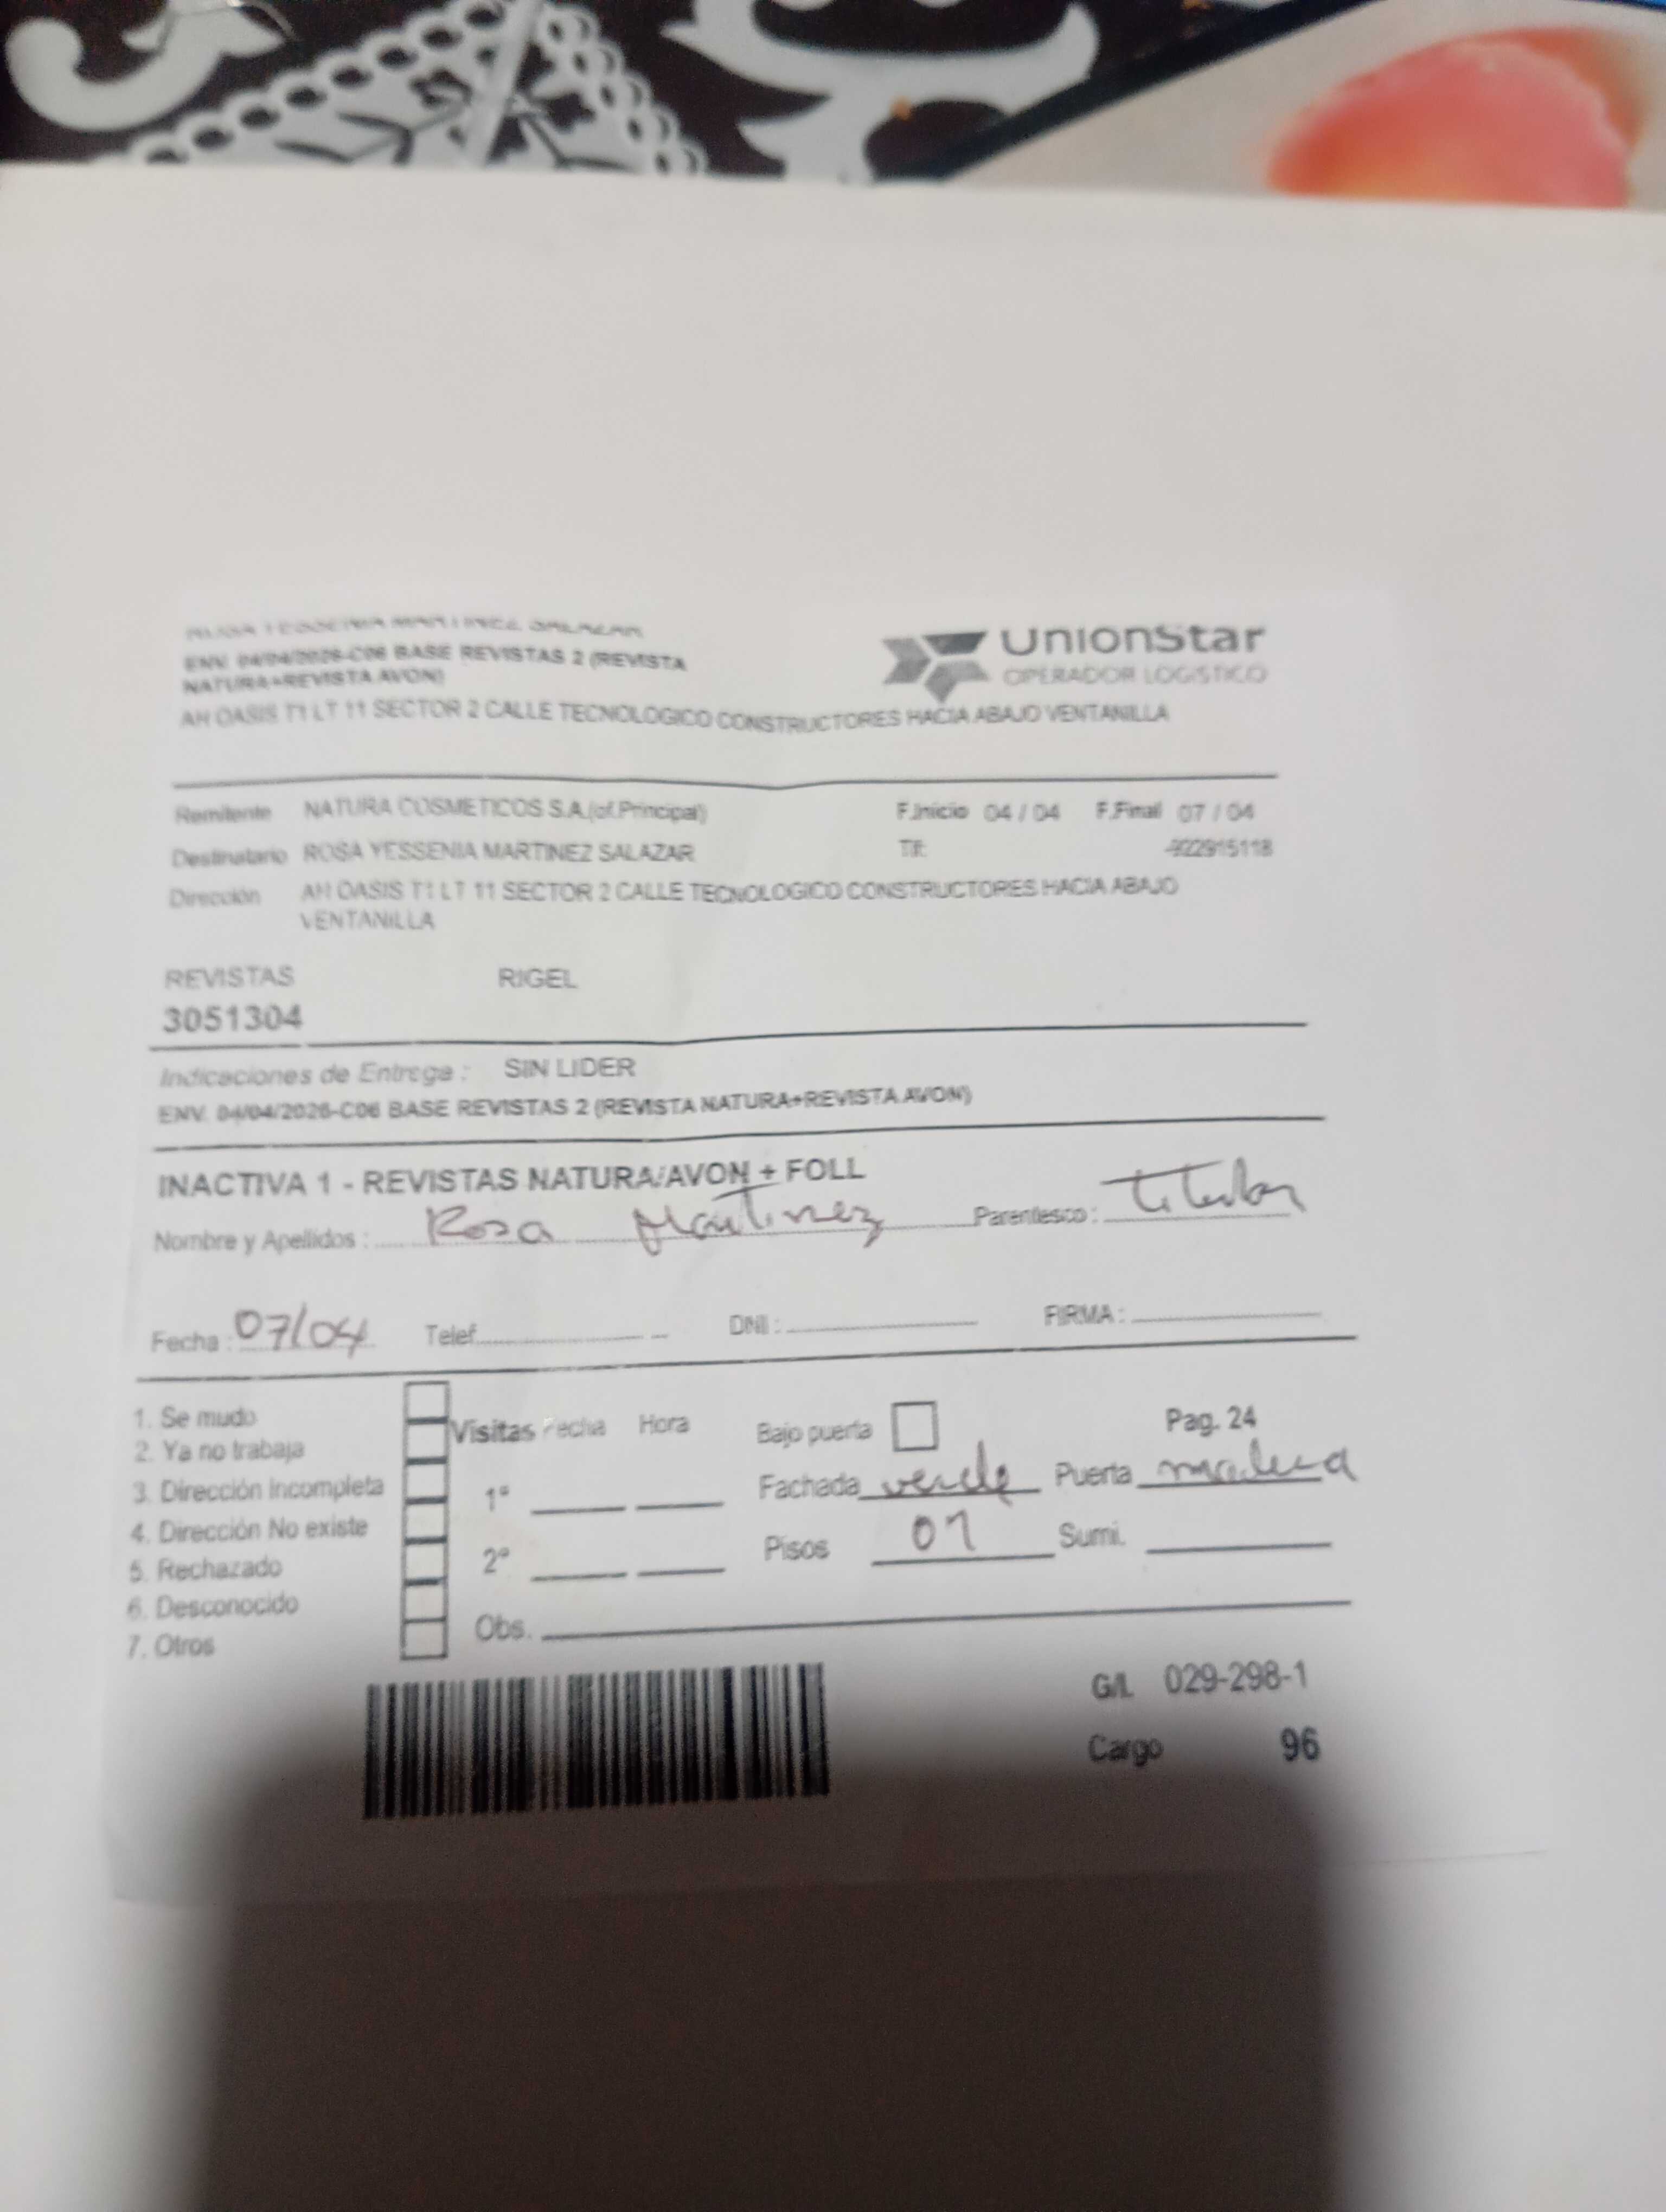 ROSA YESSENIA MARTINEZ SALAZAR
ENV. 04/04/2026-C06 BASE REVISTAS 2 (REVISTA
NATURA+REVISTA AVON)
UnionStar
OPERADOR LOGISTICO
AH OASIS T1 LT 11 SECTOR 2 CALLE TECNOLOGICO CONSTRUCTORES HACIA ABAJO VENTANILLA
Remitente NATURA COSMETICOS S.A.(of.Principal) F.Inicio 04 / 04 F.Final 07 / 04
Destinatario ROSA YESSENIA MARTINEZ SALAZAR Tlf: -922915118
Dirección AH OASIS T1 LT 11 SECTOR 2 CALLE TECNOLOGICO CONSTRUCTORES HACIA ABAJO
VENTANILLA
REVISTAS RIGEL
3051304
Indicaciones de Entrega : SIN LIDER
ENV. 04/04/2026-C06 BASE REVISTAS 2 (REVISTA NATURA+REVISTA AVON)
INACTIVA 1 - REVISTAS NATURA/AVON + FOLL
Nombre y Apellidos : Rosa Martinez Parentesco : Titular
Fecha : 07/04 Telef. DNI : FIRMA :
1. Se mudo
2. Ya no trabaja
3. Dirección Incompleta
4. Dirección No existe
5. Rechazado
6. Desconocido
7. Otros
Visitas Fecha Hora
1º
2º
Obs.
Bajo puerta Pag. 24
Fachada verde Puerta madera
Pisos 01 Sumi.
G/L 029-298-1
Cargo 96